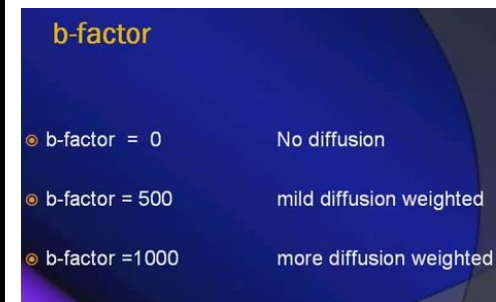 b-factor
b-factor = 0 No diffusion
b-factor = 500 mild diffusion weighted
b-factor =1000 more diffusion weighted